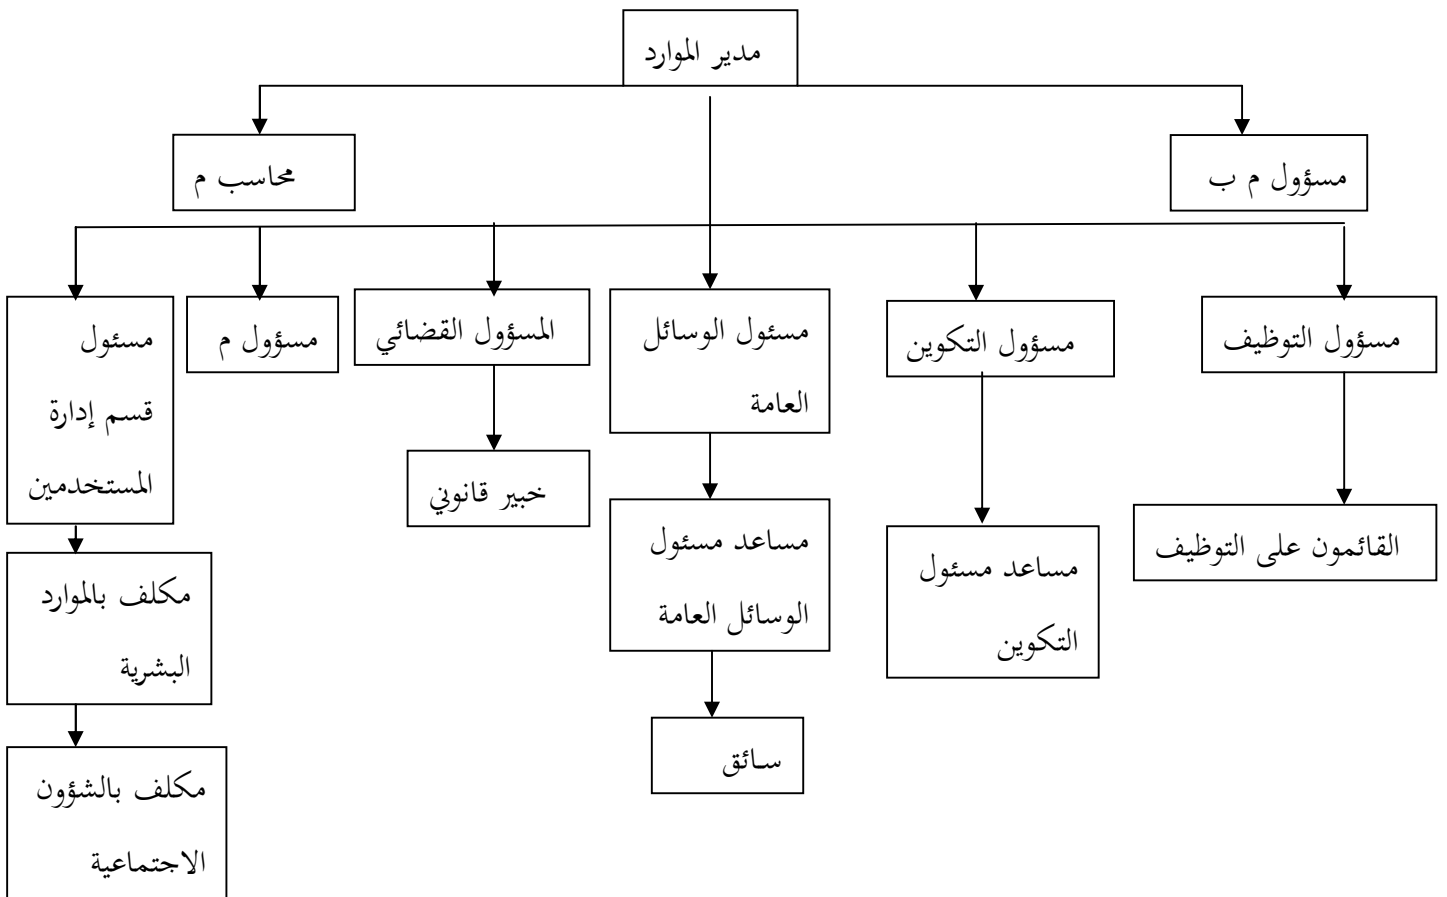 مدير الموارد
مسؤول م ب
محاسب م
مسؤول التوظيف
مسؤول التكوين
مسئول الوسائل
العامة
المسؤول القضائي
مسؤول م
مسئول
قسم إدارة
المستخدمين
القائمون على التوظيف
مساعد مسئول
التكوين
مساعد مسئول
الوسائل العامة
خبير قانوني
مكلف بالموارد
البشرية
سائق
مكلف بالشؤون
الاجتماعية